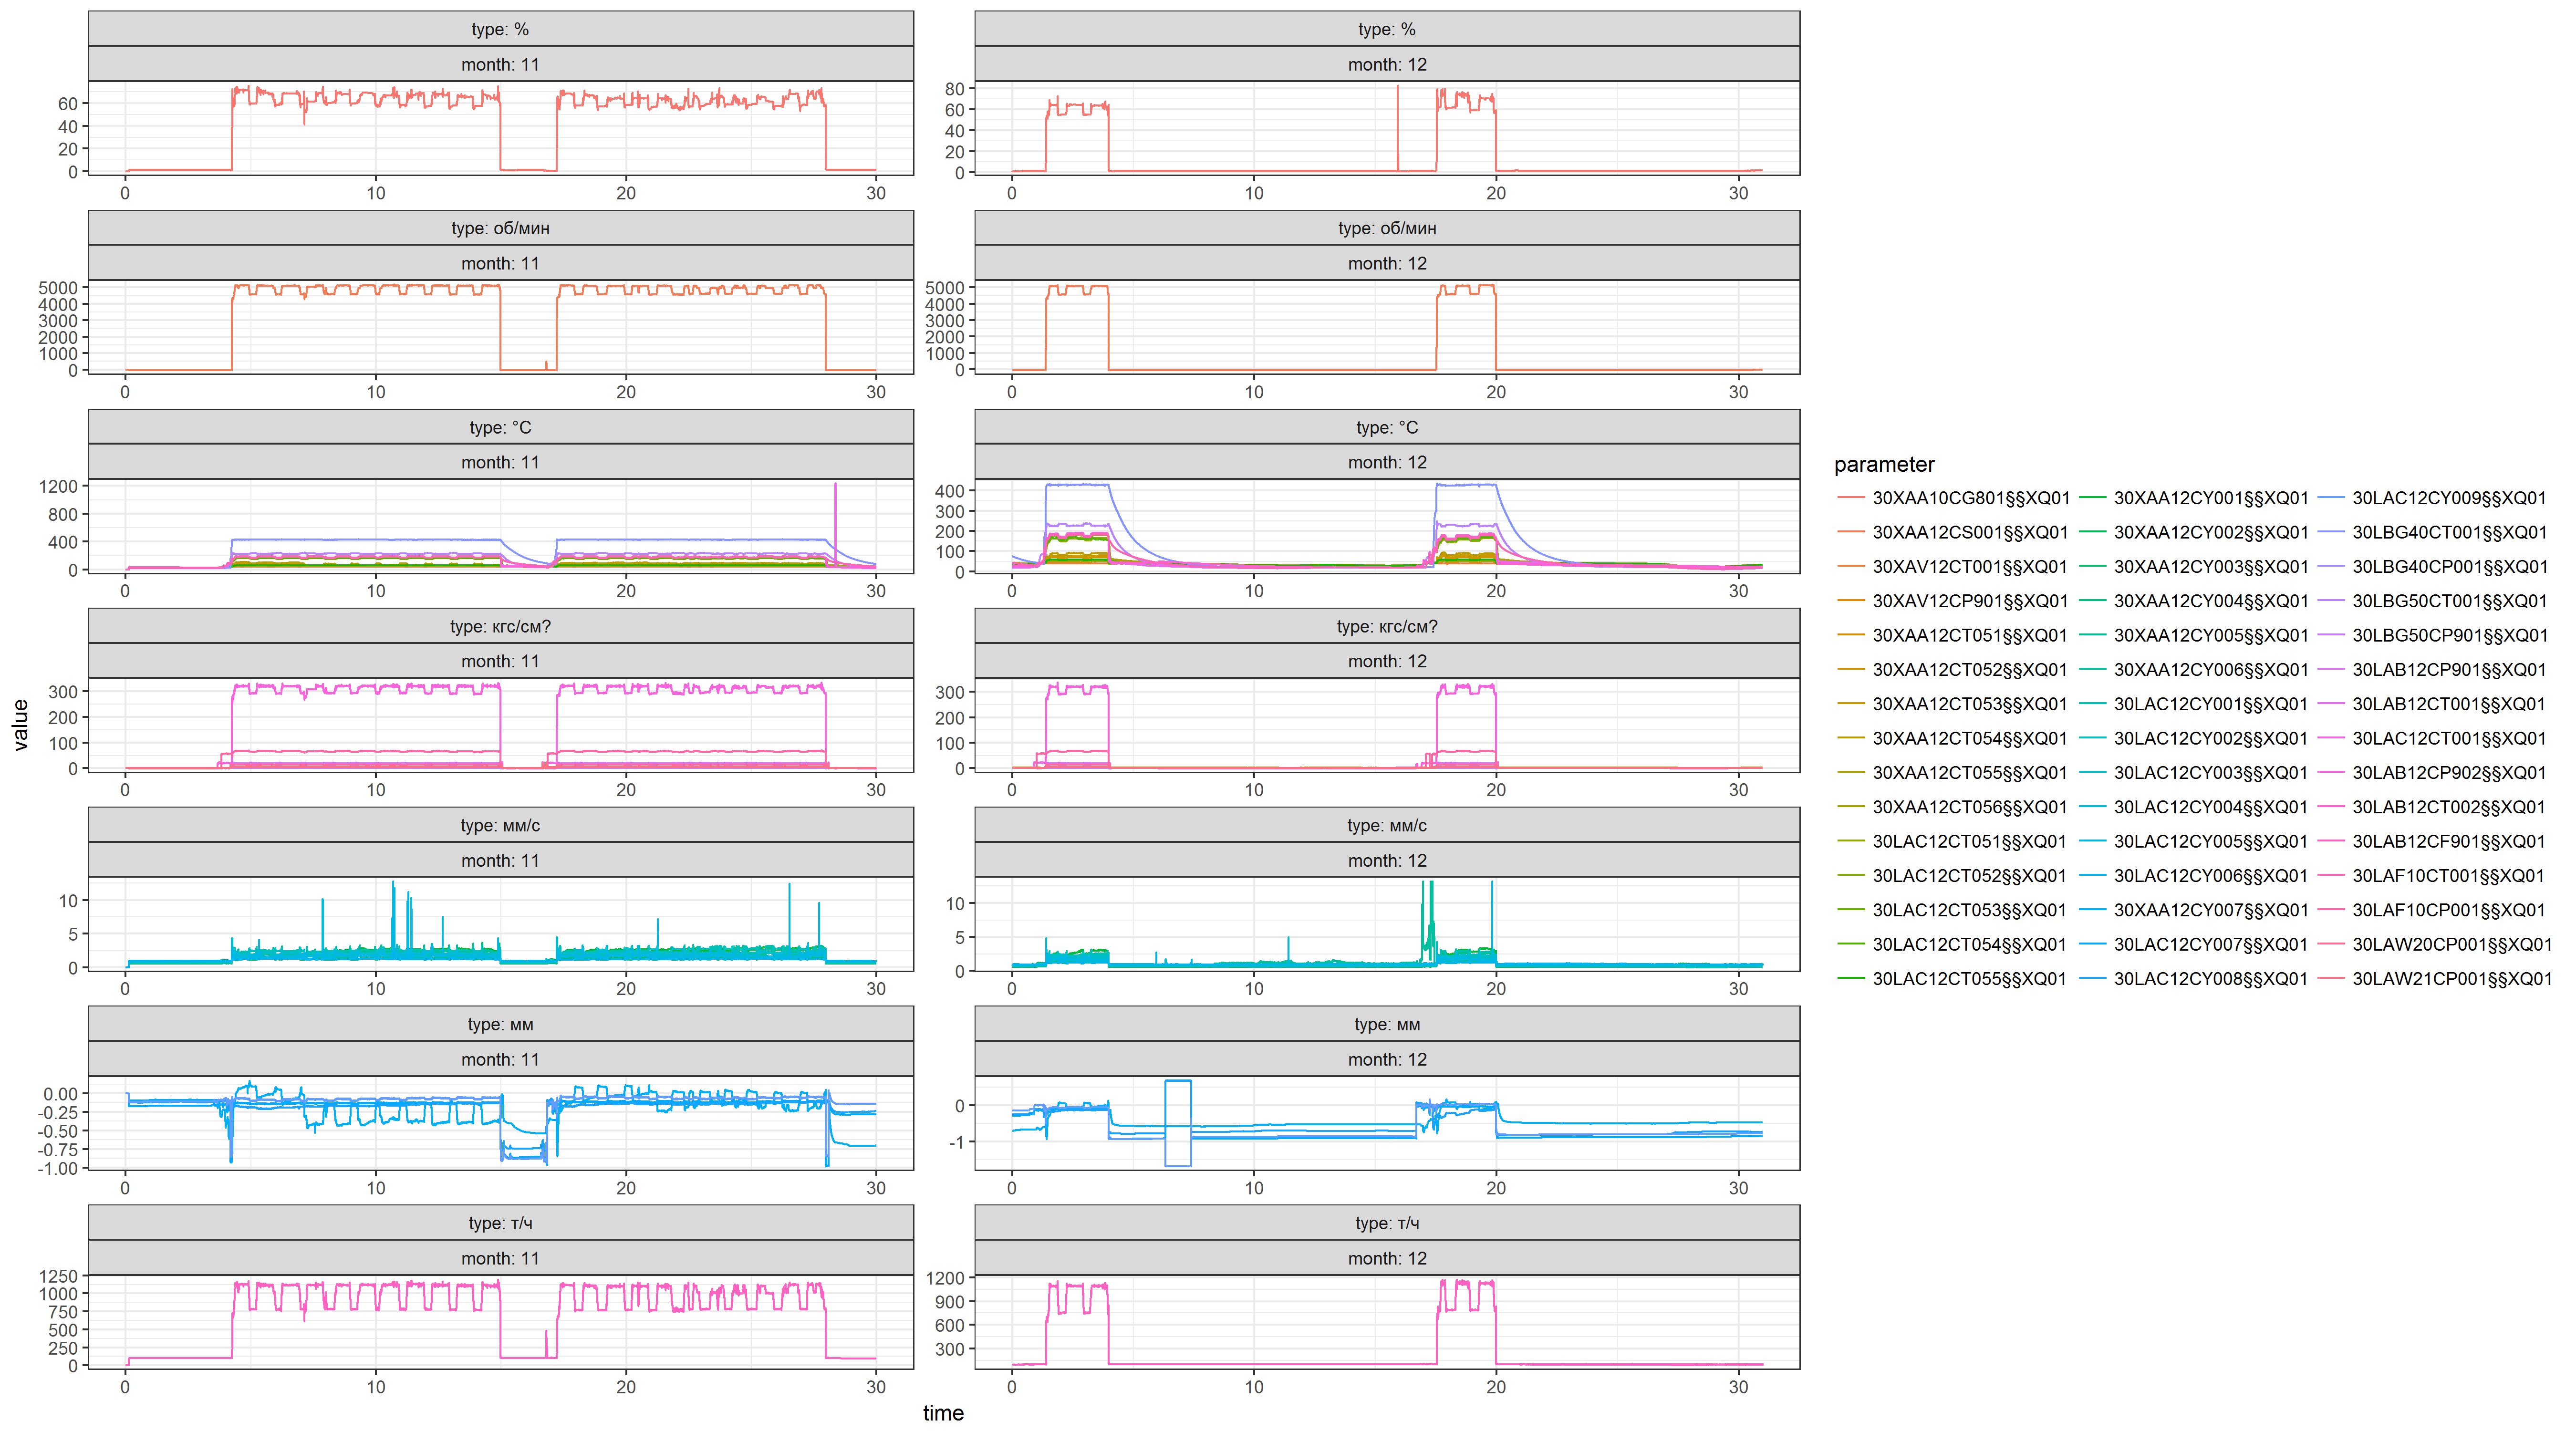 type: %
month: 11
60
40
20
0
0 10 20 30
type: %
month: 12
80
60
40
20
0
0 10 20 30
type: об/мин
month: 11
5000
4000
3000
2000
1000
0
0 10 20 30
type: об/мин
month: 12
5000
4000
3000
2000
1000
0
0 10 20 30
type: °C
month: 11
1200
800
400
0
0 10 20 30
type: °C
month: 12
400
300
200
100
0
0 10 20 30
type: кгс/см?
month: 11
300
200
100
0
0 10 20 30
type: кгс/см?
month: 12
300
200
100
0
0 10 20 30
type: мм/с
month: 11
10
5
0
0 10 20 30
type: мм/с
month: 12
10
5
0
0 10 20 30
type: мм
month: 11
0.00
-0.25
-0.50
-0.75
-1.00
0 10 20 30
type: мм
month: 12
0
-1
0 10 20 30
type: т/ч
month: 11
1250
1000
750
500
250
0
0 10 20 30
type: т/ч
month: 12
1200
900
600
300
0 10 20 30
value
time
parameter
30XAA10CG801§§XQ01 30XAA12CY001§§XQ01 30LAC12CY009§§XQ01
30XAA12CS001§§XQ01 30XAA12CY002§§XQ01 30LBG40CT001§§XQ01
30XAV12CT001§§XQ01 30XAA12CY003§§XQ01 30LBG40CP001§§XQ01
30XAV12CP901§§XQ01 30XAA12CY004§§XQ01 30LBG50CT001§§XQ01
30XAA12CT051§§XQ01 30XAA12CY005§§XQ01 30LBG50CP901§§XQ01
30XAA12CT052§§XQ01 30XAA12CY006§§XQ01 30LAB12CP901§§XQ01
30XAA12CT053§§XQ01 30LAC12CY001§§XQ01 30LAB12CT001§§XQ01
30XAA12CT054§§XQ01 30LAC12CY002§§XQ01 30LAC12CT001§§XQ01
30XAA12CT055§§XQ01 30LAC12CY003§§XQ01 30LAB12CP902§§XQ01
30XAA12CT056§§XQ01 30LAC12CY004§§XQ01 30LAB12CT002§§XQ01
30LAC12CT051§§XQ01 30LAC12CY005§§XQ01 30LAB12CF901§§XQ01
30LAC12CT052§§XQ01 30LAC12CY006§§XQ01 30LAF10CT001§§XQ01
30LAC12CT053§§XQ01 30XAA12CY007§§XQ01 30LAF10CP001§§XQ01
30LAC12CT054§§XQ01 30LAC12CY007§§XQ01 30LAW20CP001§§XQ01
30LAC12CT055§§XQ01 30LAC12CY008§§XQ01 30LAW21CP001§§XQ01